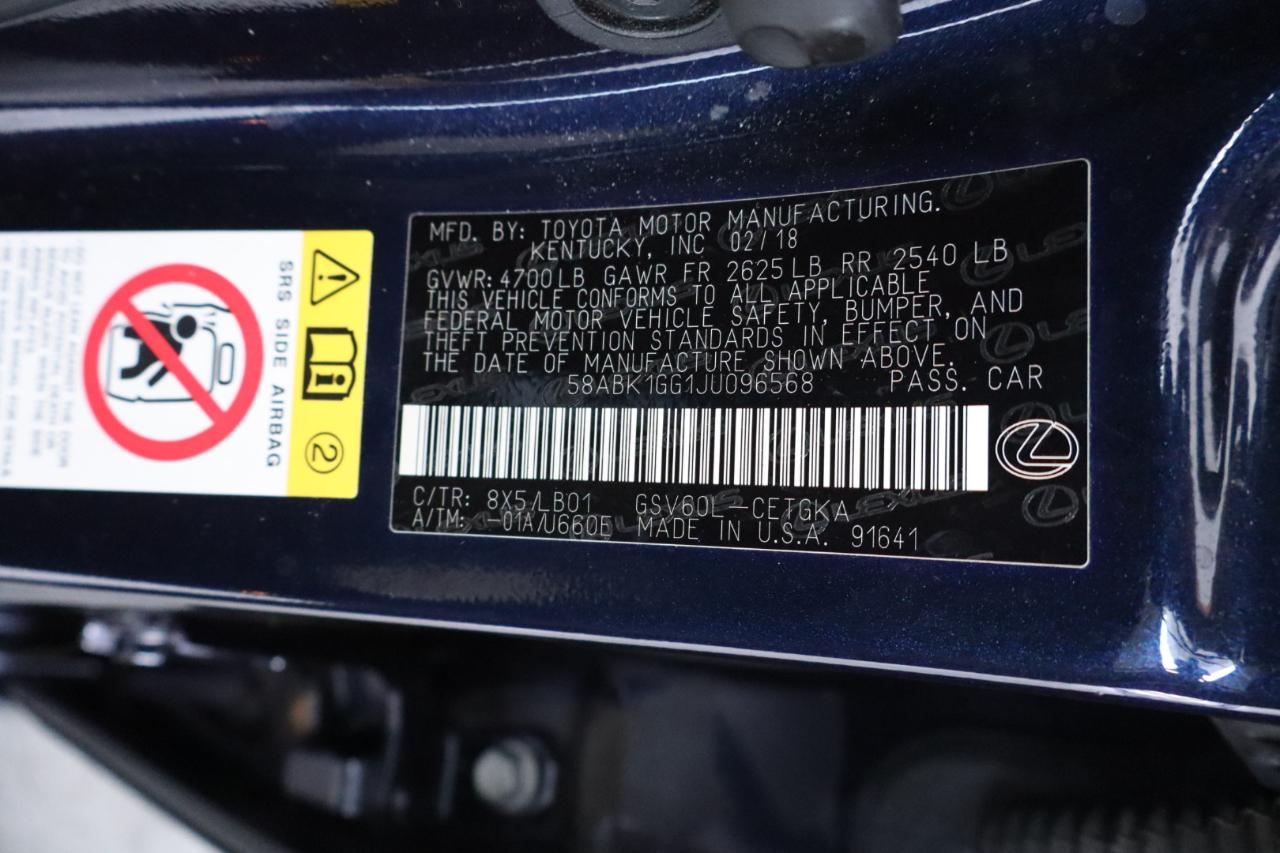 MFD. BY: TOYOTA MOTOR MANUFACTURING.
KENTUCKY, INC 02/18
GVWR: 4700LB GAWR FR 2625LB RR 2540 LB
THIS VEHICLE CONFORMS TO ALL APPLICABLE
FEDERAL MOTOR VEHICLE SAFETY, BUMPER, AND
THEFT PREVENTION STANDARDS IN EFFECT ON
THE DATE OF MANUFACTURE SHOWN ABOVE.
58ABK1GG1JU096568 PASS. CAR
C/TR: 8X5/LB01 GSV60L-CETGKA
A/TM: -01A/U660E MADE IN U.S.A. 91641
SRS SIDE AIRBAG
2
LEXUS